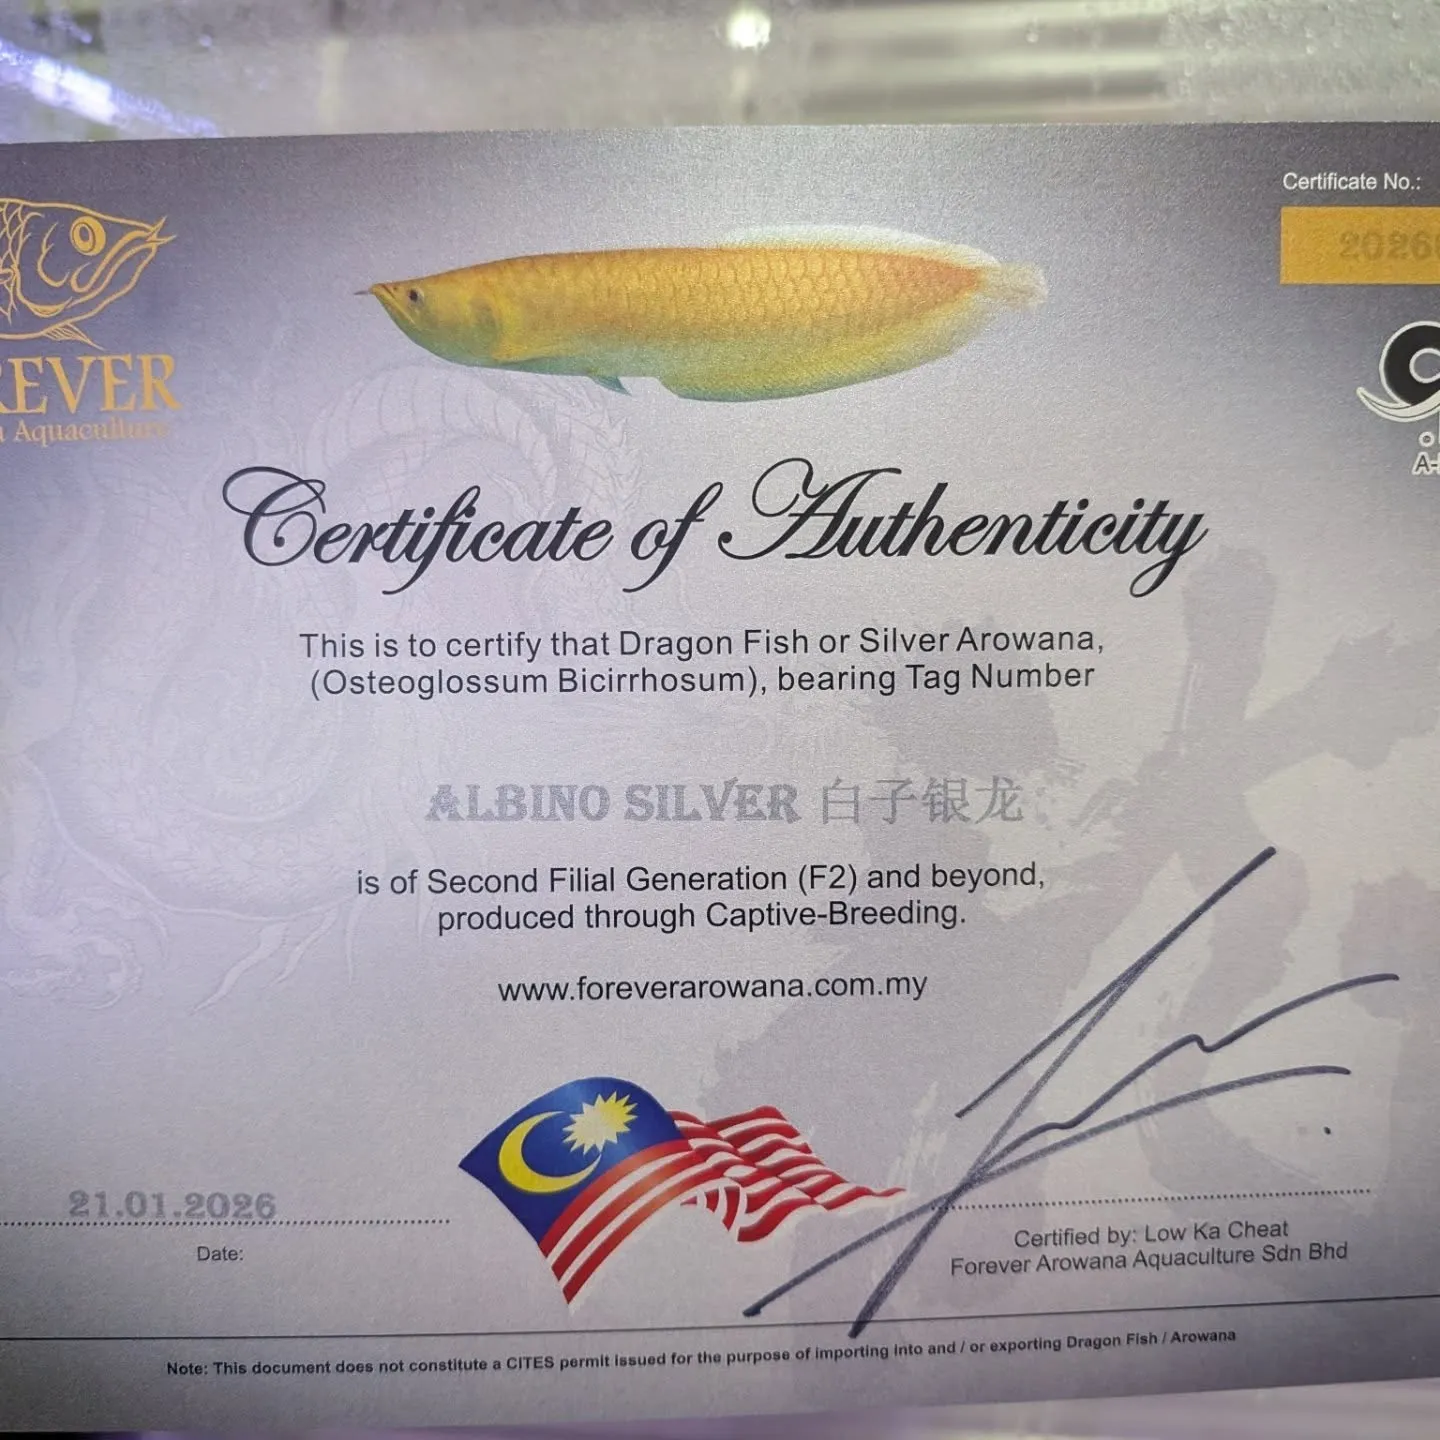 Certificate No.:
Aquaculture
Certificate of Authenticity
This is to certify that Dragon Fish or Silver Arowana,
(Osteoglossum Bicirrhosum), bearing Tag Number
ALBINO SILVER 白子银龙
is of Second Filial Generation (F2) and beyond,
produced through Captive-Breeding.
www.foreverarowana.com.my
21.01.2026
Date:
Certified by: Low Ka Cheat
Forever Arowana Aquaculture Sdn Bhd
Note: This document does not constitute a CITES permit issued for the purpose of importing into and / or exporting Dragon Fish / Arowana